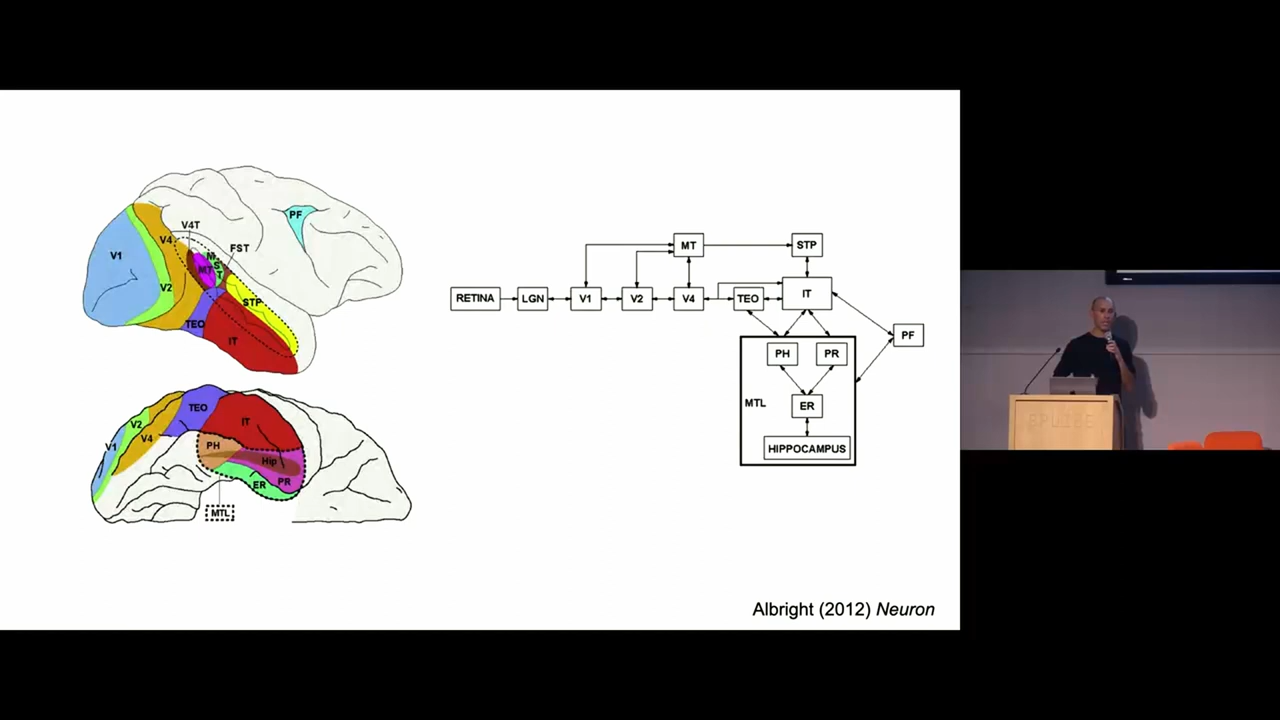 PF
V4T
V4
FST
V1
M
S
T
MT
V2
STP
TEO
IT
TEO
IT
V2
V4
V1
PH
Hip
ER
PR
MTL
MT
STP
RETINA
LGN
V1
V2
V4
TEO
IT
PF
PH
PR
MTL
ER
HIPPOCAMPUS
Albright (2012) Neuron